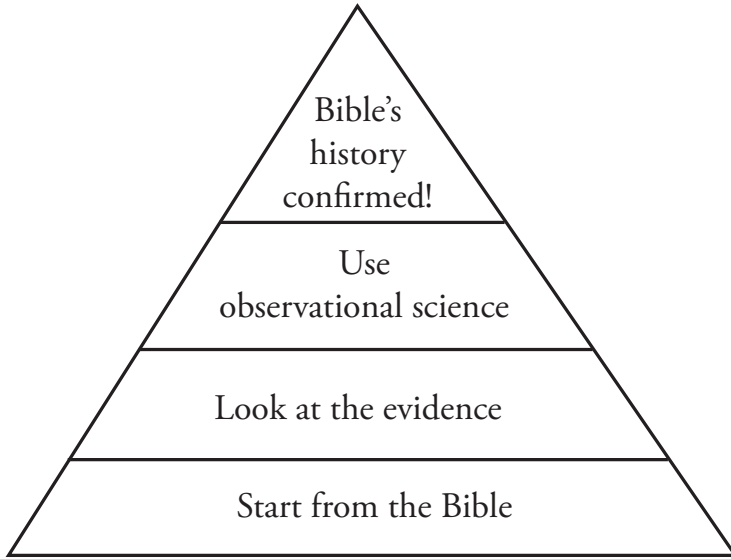 Bible’s
history
confirmed!
Use
observational science
Look at the evidence
Start from the Bible